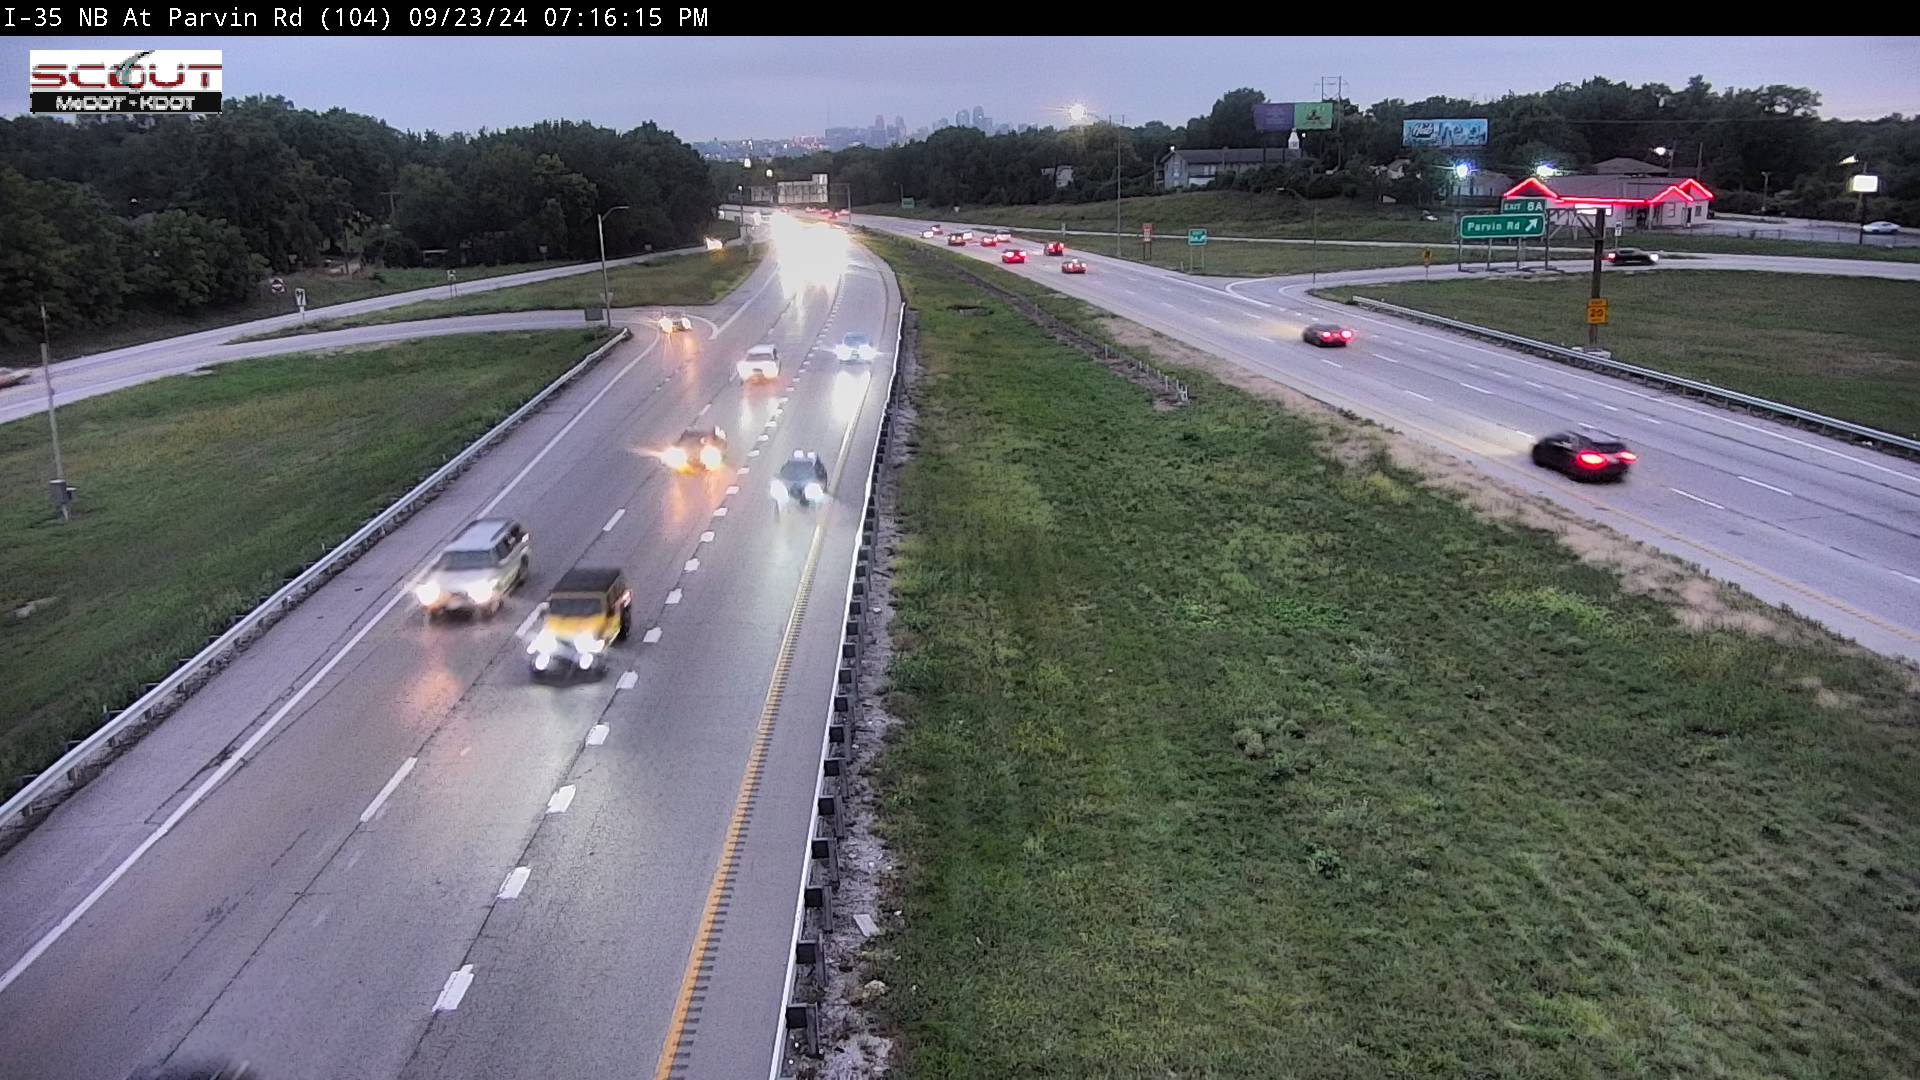 I-35 NB At Parvin Rd (104) 09/23/24 07:16:15 PM
SCOUT
MoDOT - KDOT
EXIT 8A
Parvin Rd
20